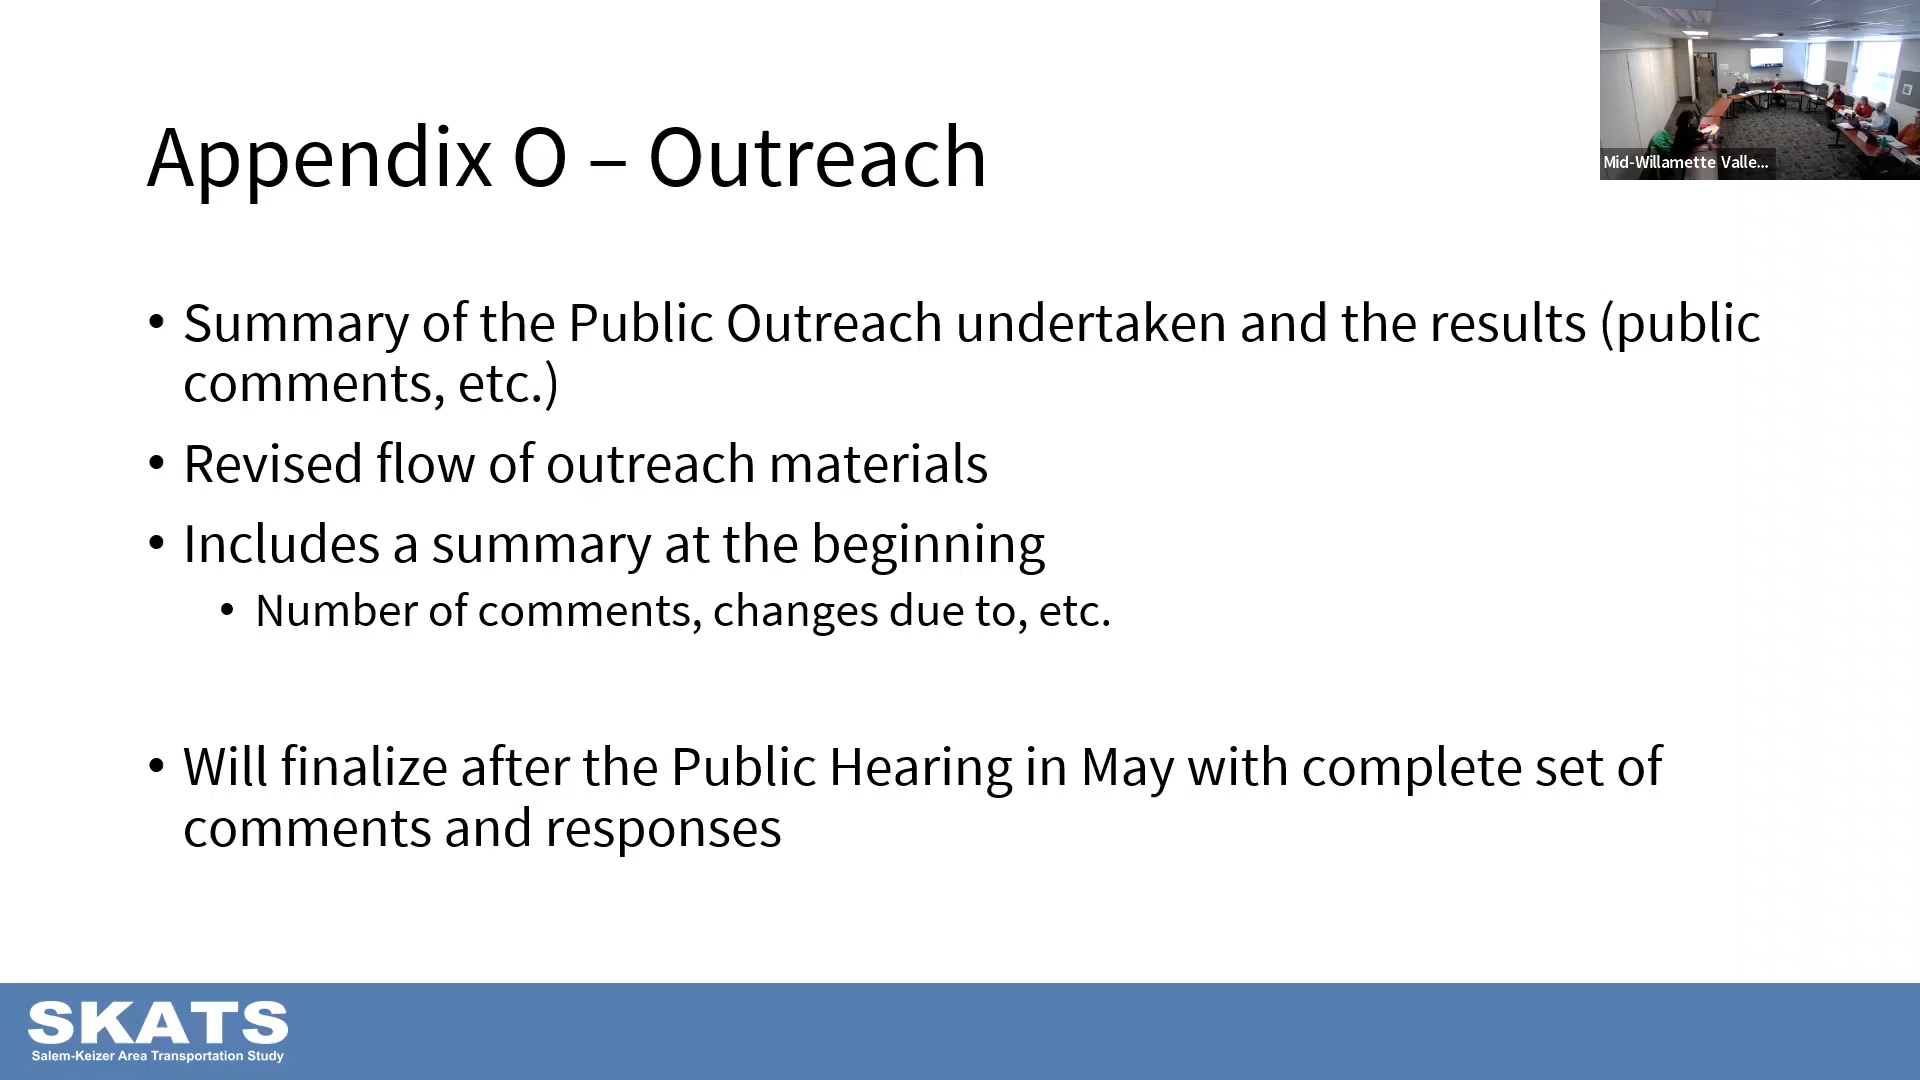 Appendix O – Outreach
Mid-Willamette Valle...
• Summary of the Public Outreach undertaken and the results (public
comments, etc.)
• Revised flow of outreach materials
• Includes a summary at the beginning
• Number of comments, changes due to, etc.
• Will finalize after the Public Hearing in May with complete set of
comments and responses
SKATS
Salem-Keizer Area Transportation Study